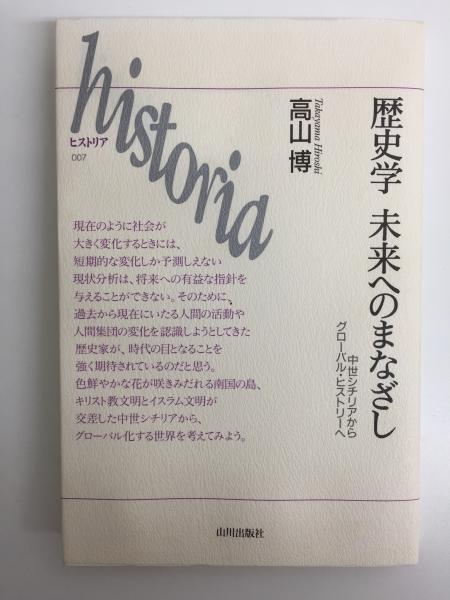 historia
ヒストリア
007
歴史学 未来へのまなざし
中世シチリアから
グローバル・ヒストリーへ
Takayama Hiroshi
高山 博
現在のように社会が
大きく変化するときには、
短期的な変化しか予測しえない
現状分析は、将来への有益な指針を
与えることができない。そのために、
過去から現在にいたる人間の活動や
人間集団の変化を認識しようとしてきた
歴史家が、時代の目となることを
強く期待されているのだと思う。
色鮮やかな花が咲きみだれる南国の島、
キリスト教文明とイスラム文明が
交差した中世シチリアから、
グローバル化する世界を考えてみよう。
山川出版社